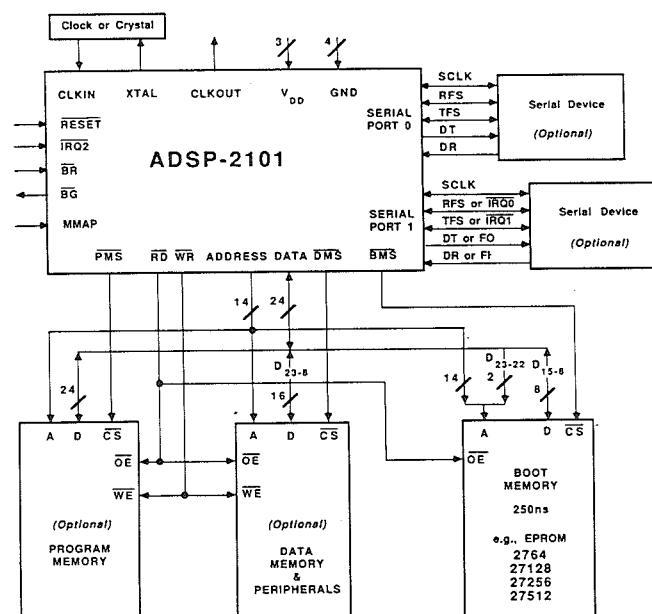 Clock or Crystal
3
4
CLKIN XTAL CLKOUT VDD GND
SERIAL PORT 0
SCLK
RFS
TFS
DT
DR
Serial Device
(Optional)
RESET
IRQ2
BR
BG
MMAP
ADSP-2101
SERIAL PORT 1
SCLK
RFS or IRQ0
TFS or IRQ1
DT or FO
DR or FI
Serial Device
(Optional)
PMS RD WR ADDRESS DATA DMS BMS
14
24
24
D23-8
16
14
D23-22
2
D15-8
8
A D CS
OE
WE
(Optional)
PROGRAM
MEMORY
A D CS
OE
WE
(Optional)
DATA
MEMORY
&
PERIPHERALS
A D CS
OE
BOOT
MEMORY
250ns
e.g., EPROM
2764
27128
27256
27512